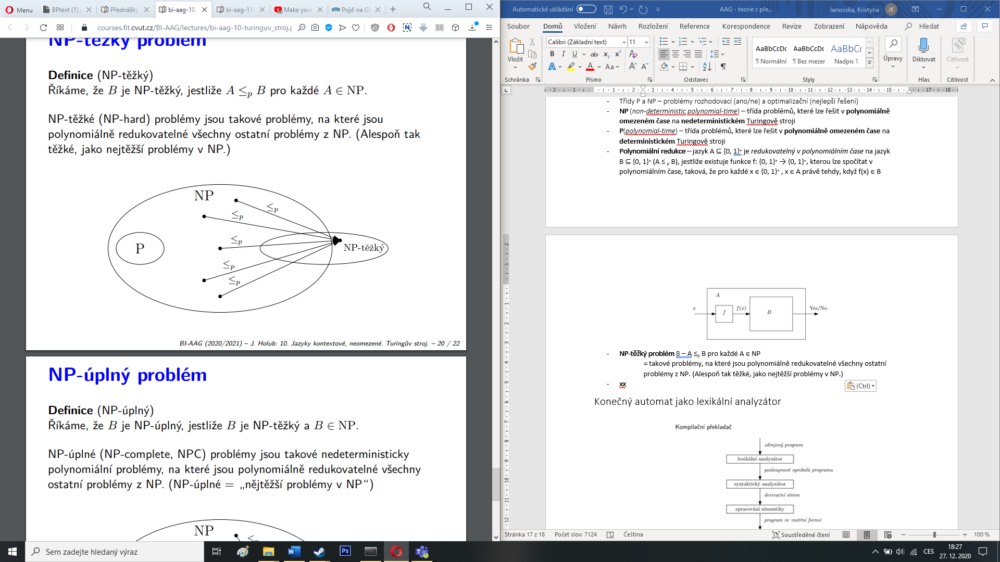 Menu
BPtext (1).p
Přednášky
bi-aag-10-
bi-aag-11-
Make your
Pojď na GM
courses.fit.cvut.cz/BI-AAG/lectures/bi-aag-10-turinguv_stroj.p
NP-těžký problém
Definice (NP-těžký)
Říkáme, že B je NP-těžký, jestliže A ≤p B pro každé A ∈ NP.
NP-těžké (NP-hard) problémy jsou takové problémy, na které jsou
polynomiálně redukovatelné všechny ostatní problémy z NP. (Alespoň tak
těžké, jako nejtěžší problémy v NP.)
NP
≤p
≤p
≤p
P
NP-těžký
≤p
≤p
BI-AAG (2020/2021) – J. Holub: 10. Jazyky kontextové, neomezené. Turingův stroj. – 20 / 22
NP-úplný problém
Definice (NP-úplný)
Říkáme, že B je NP-úplný, jestliže B je NP-těžký a B ∈ NP.
NP-úplné (NP-complete, NPC) problémy jsou takové nedeterministicky
polynomiální problémy, na které jsou polynomiálně redukovatelné všechny
ostatní problémy z NP. (NP-úplné = „nějtěžší problémy v NP“)
NP
Automatické ukládání
AAG - teorie z pře...
Janovska, Kristyna
JK
Soubor Domů Vložení Návrh Rozložení Reference Korespondence Revize Zobrazení Nápověda Hledat
Vložit
Calibri (Základní text) 11
B I U ab x₂ x²
Aa
AaBbCcDc AaBbCcDc AaBbCc
¶ Normální ¶ Bez mezer Nadpis 1
Úpravy
Diktovat
Citlivost
Schránka Písmo Odstavec Styly Hlas Citlivost
- Třídy P a NP – problémy rozhodovací (ano/ne) a optimalizační (nejlepší řešení)
- NP (non-deterministic polynomial-time) – třída problémů, které lze řešit v polynomiálně
omezeném čase na nedeterministickém Turingově stroji
- P(polynomial-time) – třída problémů, které lze řešit v polynomiálně omezeném čase na
deterministickém Turingově stroji
- Polynomiální redukce – jazyk A ⊆ {0, 1}* je redukovatelný v polynomiálním čase na jazyk
B ⊆ {0, 1}* (A ≤ p B), jestliže existuje funkce f: {0, 1}* → {0, 1}*, kterou lze spočítat v
polynomiálním čase, taková, že pro každé x ∈ {0, 1}* , x ∈ A právě tehdy, když f(x) ∈ B
A
x
f
f(x)
B
Yes/No
- NP-těžký problém B – A ≤p B pro každé A ∈ NP
= takové problémy, na které jsou polynomiálně redukovatelné všechny ostatní
problémy z NP. (Alespoň tak těžké, jako nejtěžší problémy v NP.)
- xx
(Ctrl)
Konečný automat jako lexikální analyzátor
Kompilační překladač
zdrojový program
lexikální analyzátor
posloupnost symbolů programu
syntaktický analyzátor
derivační strom
zpracování sémantiky
program ve vnitřní formě
Stránka 17 z 18 Počet slov: 7124 Čeština
Soustředěné čtení
100 %
Sem zadejte hledaný výraz
Ps
CES
18:27
27. 12. 2020